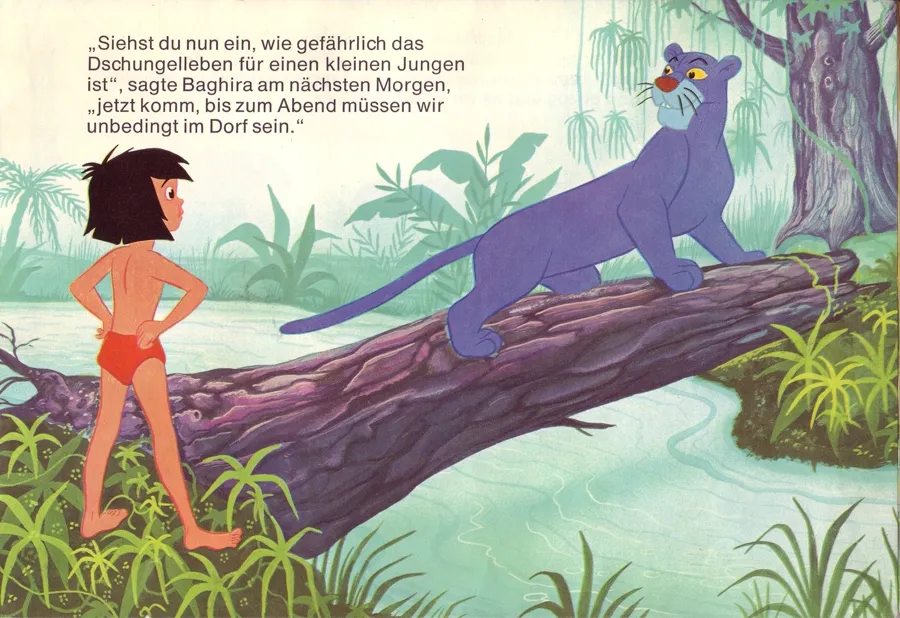 „Siehst du nun ein, wie gefährlich das
Dschungelleben für einen kleinen Jungen
ist“, sagte Baghira am nächsten Morgen,
„jetzt komm, bis zum Abend müssen wir
unbedingt im Dorf sein.“